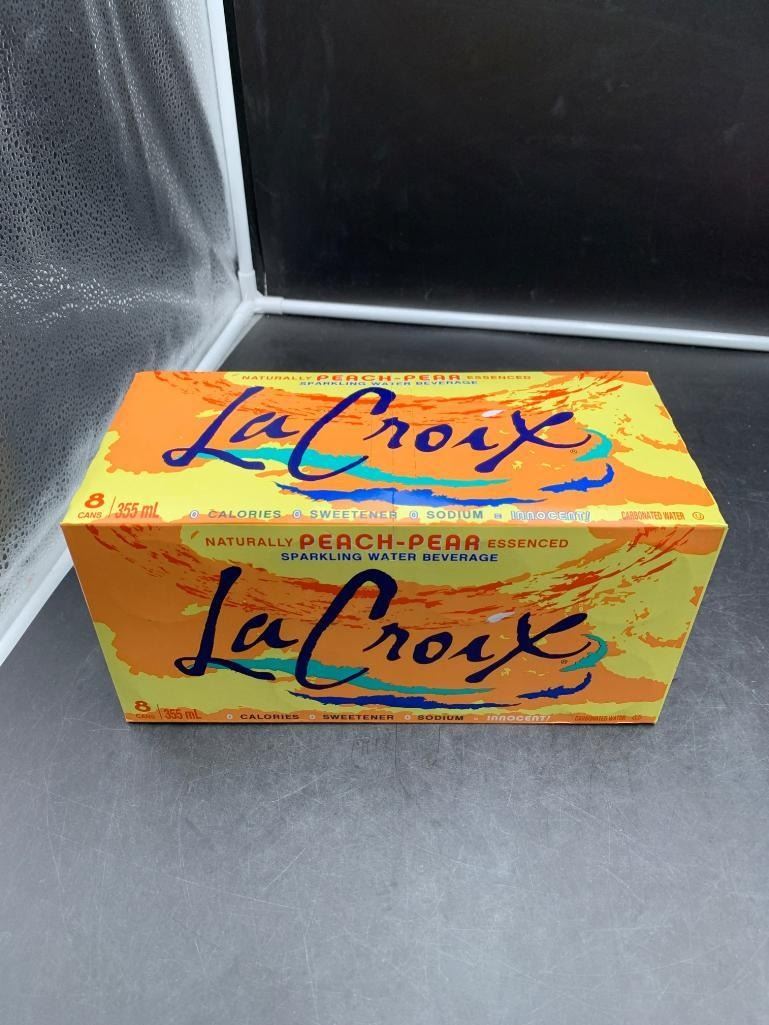 NATURALLY PEACH-PEAR ESSENCED
SPARKLING WATER BEVERAGE
LaCroix®
8 CANS | 355 mL
0 CALORIES 0 SWEETENER 0 SODIUM = INNOCENT!
CARBONATED WATER
NATURALLY PEACH-PEAR ESSENCED
SPARKLING WATER BEVERAGE
LaCroix®
8 CANS | 355 mL
0 CALORIES 0 SWEETENER 0 SODIUM = INNOCENT!
CARBONATED WATER